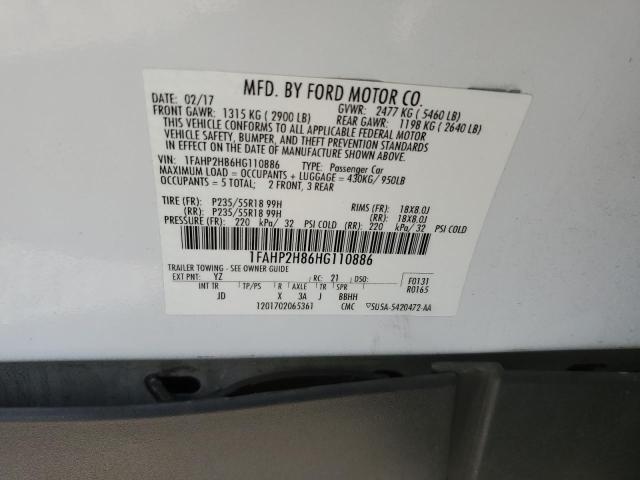 MFD. BY FORD MOTOR CO.
DATE: 02/17 GVWR: 2477 KG ( 5460 LB)
FRONT GAWR: 1315 KG ( 2900 LB) REAR GAWR: 1198 KG ( 2640 LB)
THIS VEHICLE CONFORMS TO ALL APPLICABLE FEDERAL MOTOR
VEHICLE SAFETY, BUMPER, AND THEFT PREVENTION STANDARDS
IN EFFECT ON THE DATE OF MANUFACTURE SHOWN ABOVE.
VIN: 1FAHP2H86HG110886 TYPE: Passenger Car
MAXIMUM LOAD = OCCUPANTS + LUGGAGE = 430KG/ 950LB
OCCUPANTS = 5 TOTAL; 2 FRONT, 3 REAR
TIRE (FR): P235/55R18 99H RIMS (FR): 18X8.0J
(RR): P235/55R18 99H (RR): 18X8.0J
PRESSURE (FR): 220 kPa/ 32 PSI COLD (RR): 220 kPa/ 32 PSI COLD
1FAHP2H86HG110886
TRAILER TOWING - SEE OWNER GUIDE
EXT PNT: YZ RC: 21 DSO: F0131
R0165
INT TR TP/PS R AXLE TR SPR
JD X 3A J BBHH
1201702065361 CMC 5U5A-5420472-AA